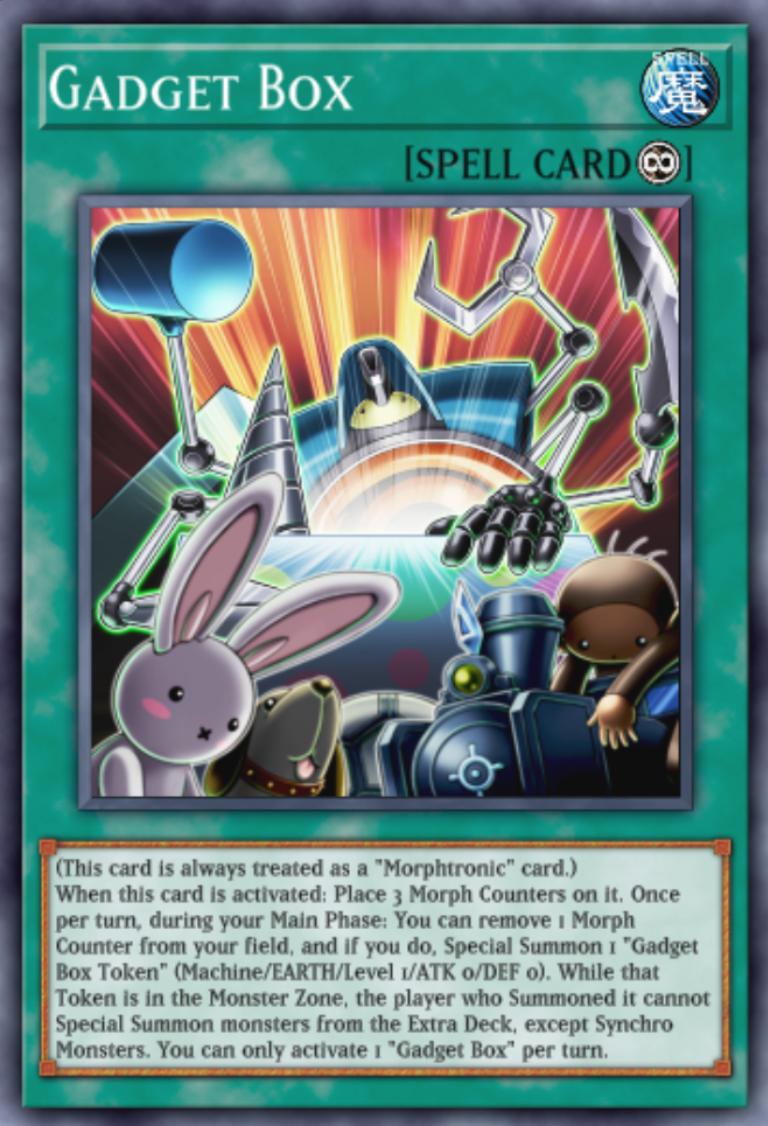 Gadget Box
SPELL
魔
[SPELL CARD∞]
(This card is always treated as a "Morphtronic" card.)
When this card is activated: Place 3 Morph Counters on it. Once
per turn, during your Main Phase: You can remove 1 Morph
Counter from your field, and if you do, Special Summon 1 "Gadget
Box Token" (Machine/EARTH/Level 1/ATK 0/DEF 0). While that
Token is in the Monster Zone, the player who Summoned it cannot
Special Summon monsters from the Extra Deck, except Synchro
Monsters. You can only activate 1 "Gadget Box" per turn.